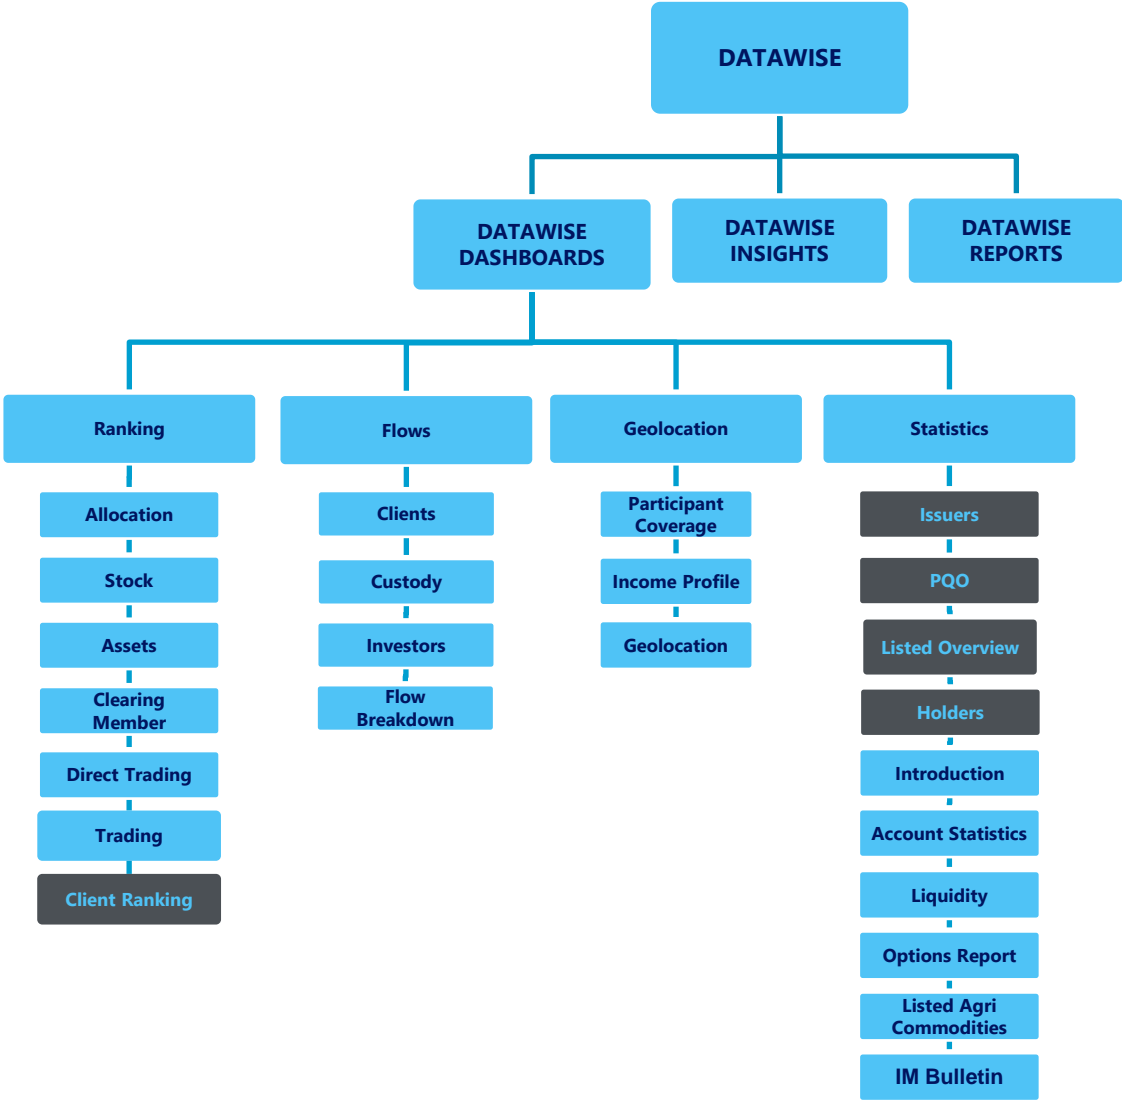 DATAWISE
DATAWISE
DASHBOARDS
DATAWISE
INSIGHTS
DATAWISE
REPORTS
Ranking
Flows
Geolocation
Statistics
Allocation
Stock
Assets
Clearing
Member
Direct Trading
Trading
Client Ranking
Clients
Custody
Investors
Flow
Breakdown
Participant
Coverage
Income Profile
Geolocation
Issuers
PQO
Listed Overview
Holders
Introduction
Account Statistics
Liquidity
Options Report
Listed Agri
Commodities
IM Bulletin